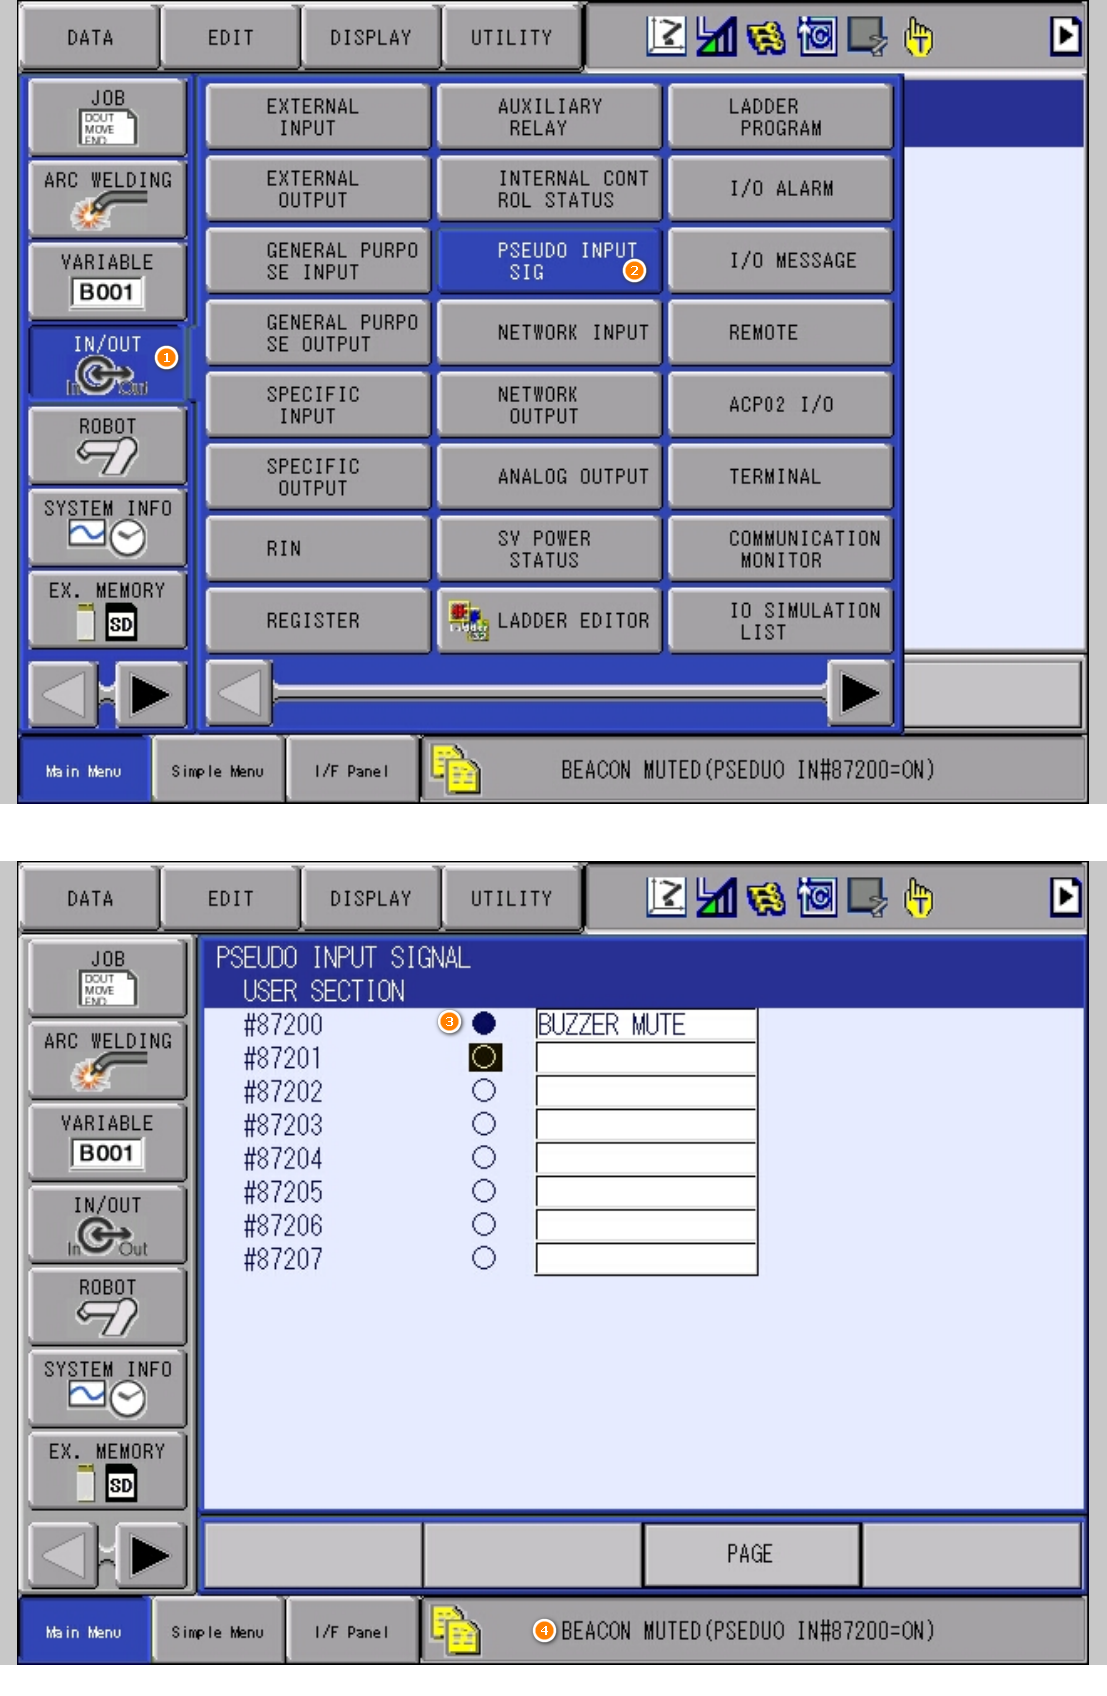 DATA
EDIT
DISPLAY
UTILITY
JOB
DOUT
MOVE
END
ARC WELDING
VARIABLE
B001
IN/OUT
1
In Out
ROBOT
SYSTEM INFO
EX. MEMORY
SD
EXTERNAL
INPUT
AUXILIARY
RELAY
LADDER
PROGRAM
EXTERNAL
OUTPUT
INTERNAL CONT
ROL STATUS
I/O ALARM
GENERAL PURPO
SE INPUT
PSEUDO INPUT
SIG
2
I/O MESSAGE
GENERAL PURPO
SE OUTPUT
NETWORK INPUT
REMOTE
SPECIFIC
INPUT
NETWORK
OUTPUT
ACP02 I/O
SPECIFIC
OUTPUT
ANALOG OUTPUT
TERMINAL
RIN
SV POWER
STATUS
COMMUNICATION
MONITOR
REGISTER
LADDER EDITOR
IO SIMULATION
LIST
Main Menu
Simple Menu
I/F Panel
BEACON MUTED(PSEDUO IN#87200=ON)
DATA
EDIT
DISPLAY
UTILITY
JOB
DOUT
MOVE
END
ARC WELDING
VARIABLE
B001
IN/OUT
In Out
ROBOT
SYSTEM INFO
EX. MEMORY
SD
PSEUDO INPUT SIGNAL
USER SECTION
#87200 3 BUZZER MUTE
#87201
#87202
#87203
#87204
#87205
#87206
#87207
PAGE
Main Menu
Simple Menu
I/F Panel
4 BEACON MUTED(PSEDUO IN#87200=ON)